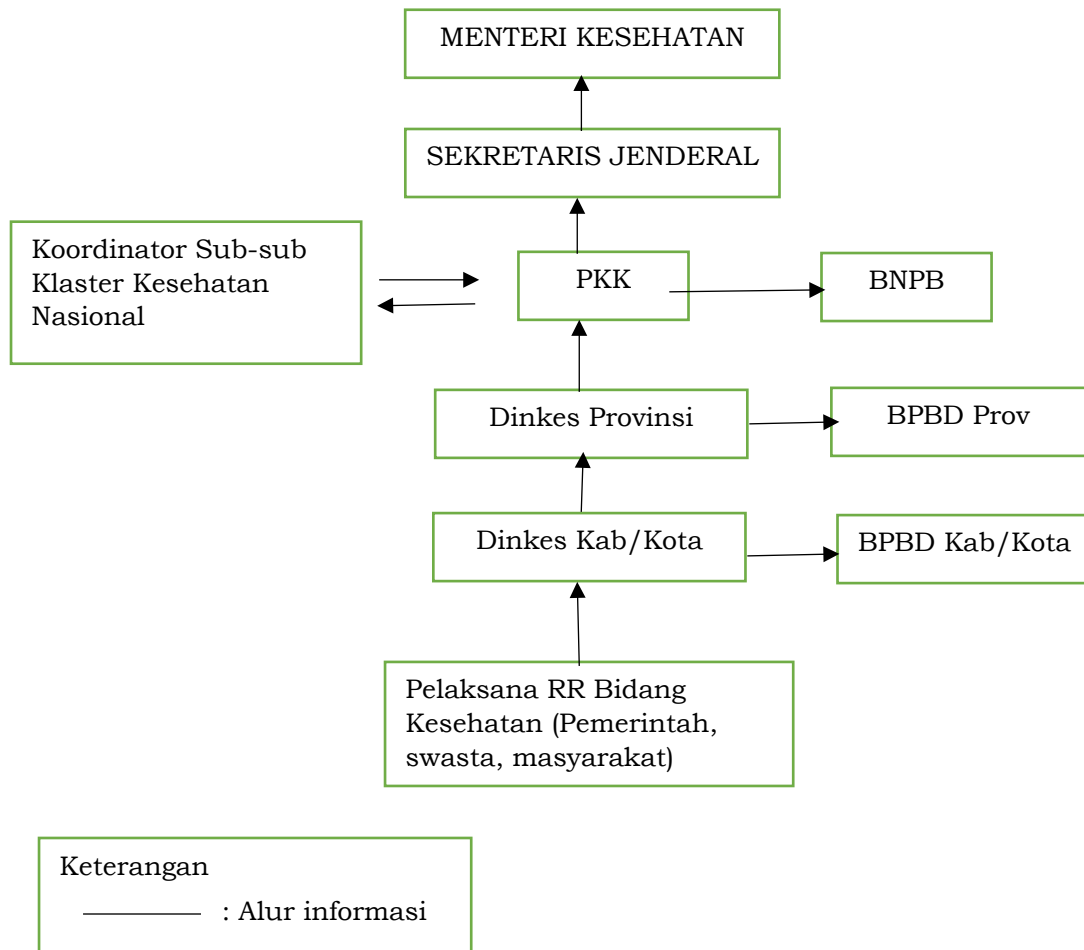 MENTERI KESEHATAN
SEKRETARIS JENDERAL
Koordinator Sub-sub
Klaster Kesehatan
Nasional
PKK
BNPB
Dinkes Provinsi
BPBD Prov
Dinkes Kab/Kota
BPBD Kab/Kota
Pelaksana RR Bidang
Kesehatan (Pemerintah,
swasta, masyarakat)
Keterangan
: Alur informasi